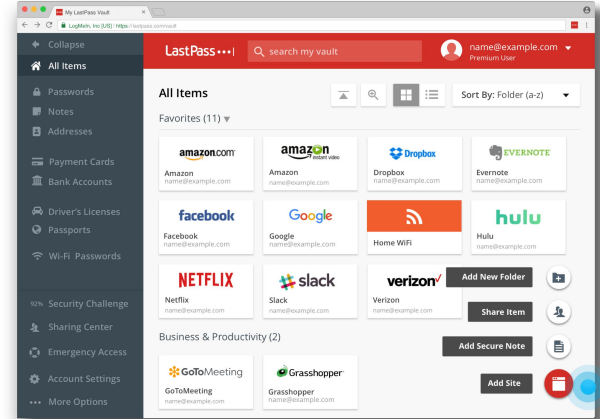 My LastPass Vault
LogMeIn, Inc [US] | https://lastpass.com/vault
Collapse
LastPass •••|
search my vault
name@example.com
Premium User
All Items
All Items
Sort By: Folder (a-z)
Passwords
Notes
Addresses
Payment Cards
Bank Accounts
Driver's Licenses
Passports
Wi-Fi Passwords
92% Security Challenge
Sharing Center
Emergency Access
Account Settings
More Options
Favorites (11)
amazon.com
Amazon
name@example.com
amazon
instant video
Amazon
name@example.com
Dropbox
Dropbox
name@example.com
EVERNOTE
Evernote
name@example.com
facebook
Facebook
name@example.com
Google
Google
name@example.com
Home WiFi
hulu
Hulu
name@example.com
NETFLIX
Netflix
name@example.com
slack
Slack
name@example.com
verizon
Verizon
name@example.com
Add New Folder
Share Item
Add Secure Note
Add Site
Business & Productivity (2)
GoToMeeting
GoToMeeting
name@example.com
Grasshopper
Grasshopper
name@example.com